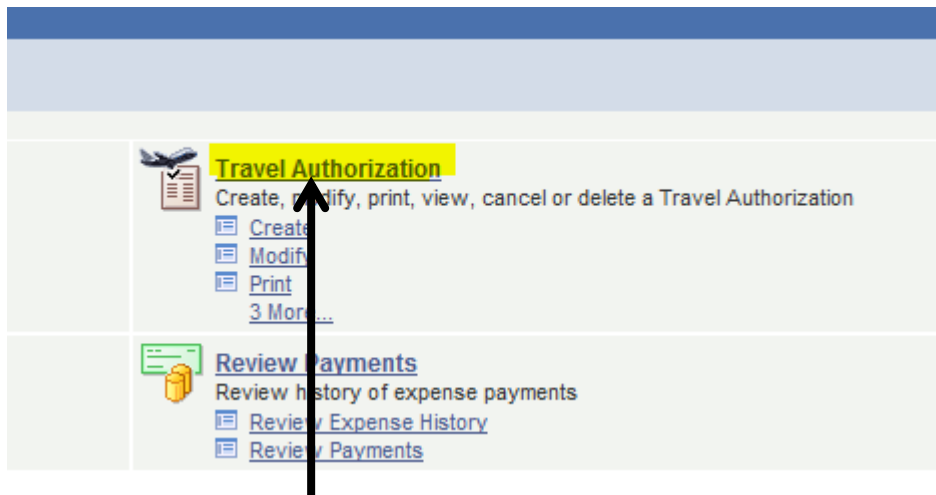 Travel Authorization
Create, modify, print, view, cancel or delete a Travel Authorization
Create
Modify
Print
3 More...
Review Payments
Review history of expense payments
Review Expense History
Review Payments